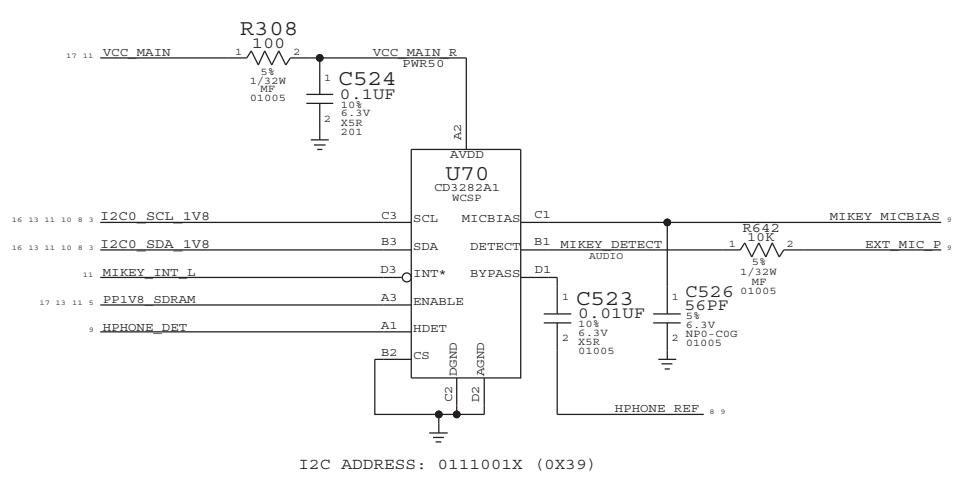 R308
100
17 11 VCC_MAIN 1 2 VCC_MAIN_R
PWR50
5%
1/32W
MF
01005
1 C524
0.1UF
10%
6.3V
2 X5R
201
A2
AVDD
U70
CD3282A1
WCSP
16 13 11 10 8 3 I2C0_SCL_1V8 C3 SCL MICBIAS C1 MIKEY_MICBIAS 9
16 13 11 10 8 3 I2C0_SDA_1V8 B3 SDA DETECT B1 MIKEY_DETECT 1 2 EXT_MIC_P 9
AUDIO
R642
10K
5%
1/32W
MF
01005
11 MIKEY_INT_L D3 INT* BYPASS D1
17 13 11 5 PP1V8_SDRAM A3 ENABLE
9 HPHONE_DET A1 HDET
B2 CS
DGND AGND
C2 D2
1 C523
0.01UF
10%
6.3V
2 X5R
01005
1 C526
56PF
5%
6.3V
2 NP0-C0G
01005
HPHONE_REF 8 9
I2C ADDRESS: 0111001X (0X39)